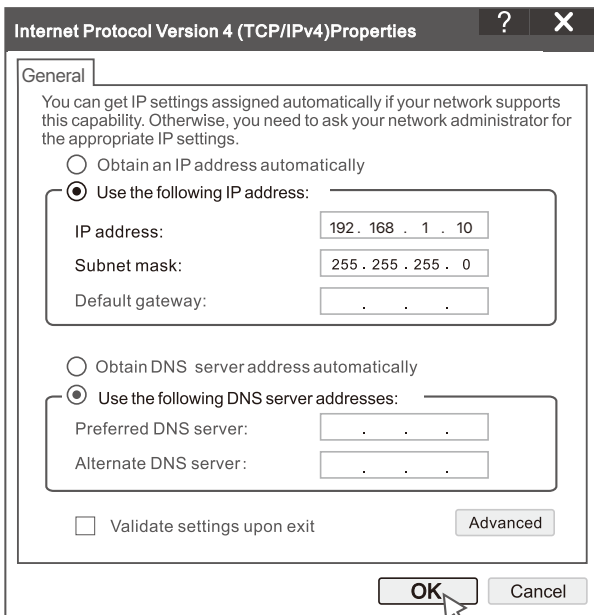 Internet Protocol Version 4 (TCP/IPv4)Properties ? X
General
You can get IP settings assigned automatically if your network supports
this capability. Otherwise, you need to ask your network administrator for
the appropriate IP settings.
Obtain an IP address automatically
Use the following IP address:
IP address: 192. 168 . 1 . 10
Subnet mask: 255 . 255 . 255 . 0
Default gateway: . . .
Obtain DNS server address automatically
Use the following DNS server addresses:
Preferred DNS server: . . .
Alternate DNS server: . . .
Validate settings upon exit Advanced
OK Cancel